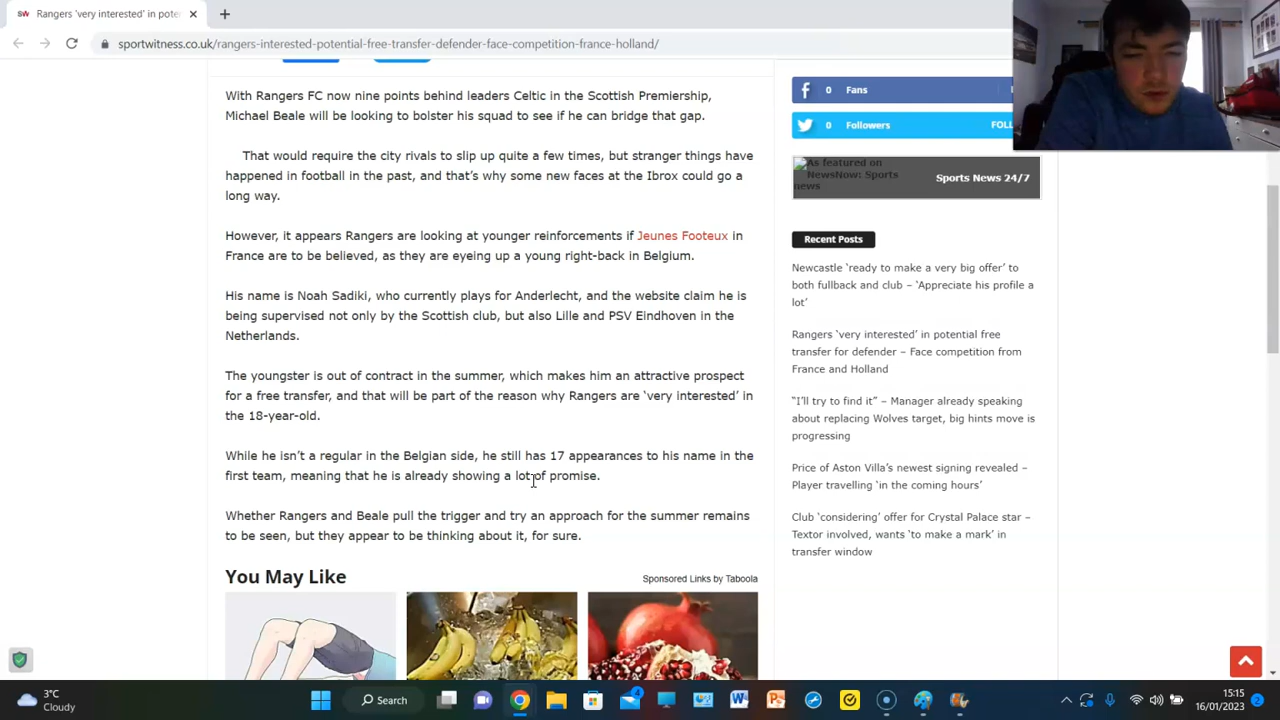 Rangers 'very interested' in pote
sportwitness.co.uk/rangers-interested-potential-free-transfer-defender-face-competition-france-holland/
With Rangers FC now nine points behind leaders Celtic in the Scottish Premiership,
Michael Beale will be looking to bolster his squad to see if he can bridge that gap.
That would require the city rivals to slip up quite a few times, but stranger things have
happened in football in the past, and that's why some new faces at the Ibrox could go a
long way.
However, it appears Rangers are looking at younger reinforcements if Jeunes Footeux in
France are to be believed, as they are eyeing up a young right-back in Belgium.
His name is Noah Sadiki, who currently plays for Anderlecht, and the website claim he is
being supervised not only by the Scottish club, but also Lille and PSV Eindhoven in the
Netherlands.
The youngster is out of contract in the summer, which makes him an attractive prospect
for a free transfer, and that will be part of the reason why Rangers are 'very interested' in
the 18-year-old.
While he isn't a regular in the Belgian side, he still has 17 appearances to his name in the
first team, meaning that he is already showing a lot of promise.
Whether Rangers and Beale pull the trigger and try an approach for the summer remains
to be seen, but they appear to be thinking about it, for sure.
You May Like
Sponsored Links by Taboola
0 Fans
0 Followers FOLL
As featured on
NewsNow: Sports
news
Sports News 24/7
Recent Posts
Newcastle 'ready to make a very big offer' to
both fullback and club – 'Appreciate his profile a
lot'
Rangers 'very interested' in potential free
transfer for defender – Face competition from
France and Holland
"I'll try to find it" – Manager already speaking
about replacing Wolves target, big hints move is
progressing
Price of Aston Villa's newest signing revealed –
Player travelling 'in the coming hours'
Club 'considering' offer for Crystal Palace star –
Textor involved, wants 'to make a mark' in
transfer window
3°C
Cloudy
Search
4
15:15
16/01/2023
2